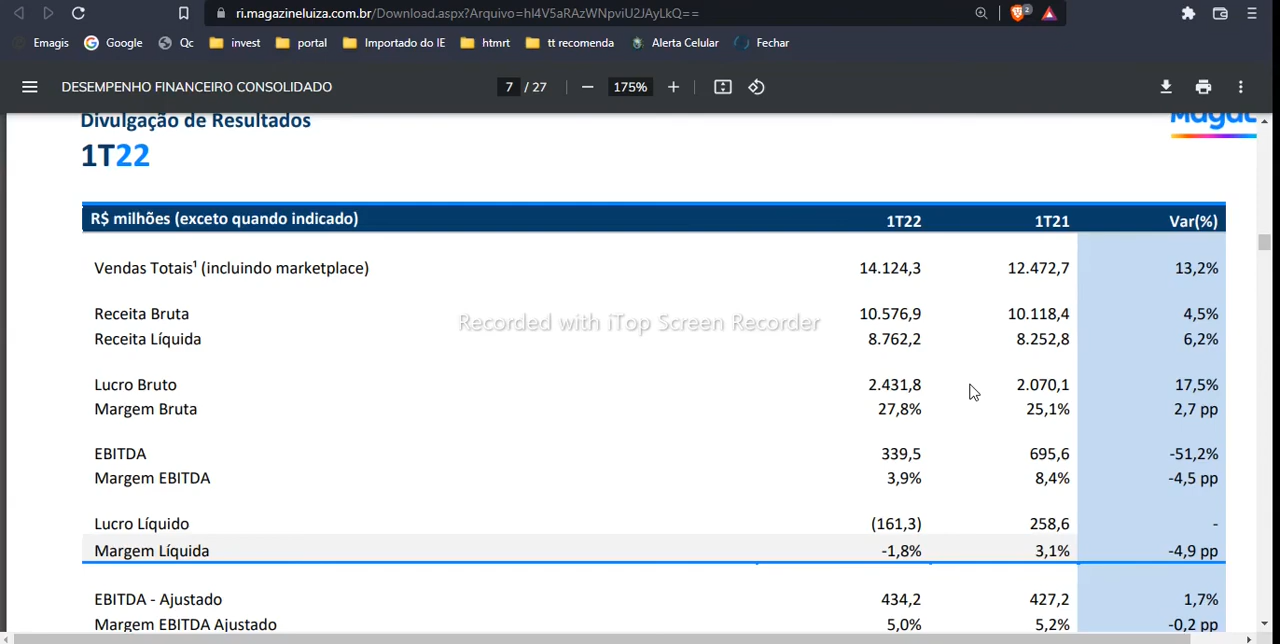 ri.magazineluiza.com.br/Download.aspx?Arquivo=hl4V5aRAzWNpviU2JAyLkQ==
2
Emagis Google Qc invest portal Importado do IE htmrt tt recomenda Alerta Celular Fechar
DESEMPENHO FINANCEIRO CONSOLIDADO 7 / 27 175%
Divulgação de Resultados
1T22
R$ milhões (exceto quando indicado) 1T22 1T21 Var(%)
Vendas Totais¹ (incluindo marketplace) 14.124,3 12.472,7 13,2%
Receita Bruta 10.576,9 10.118,4 4,5%
Recorded with iTop Screen Recorder
Receita Líquida 8.762,2 8.252,8 6,2%
Lucro Bruto 2.431,8 2.070,1 17,5%
Margem Bruta 27,8% 25,1% 2,7 pp
EBITDA 339,5 695,6 -51,2%
Margem EBITDA 3,9% 8,4% -4,5 pp
Lucro Líquido (161,3) 258,6 -
Margem Líquida -1,8% 3,1% -4,9 pp
EBITDA - Ajustado 434,2 427,2 1,7%
Margem EBITDA Ajustado 5,0% 5,2% -0,2 pp